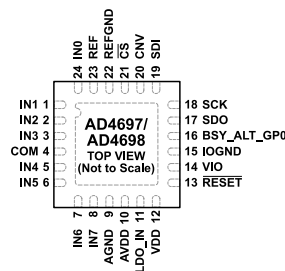 24 IN0
23 REF
22 REFGND
21 CS
20 CNV
19 SDI
IN1 1
IN2 2
IN3 3
COM 4
IN4 5
IN5 6
AD4697/
AD4698
TOP VIEW
(Not to Scale)
18 SCK
17 SDO
16 BSY_ALT_GP0
15 IOGND
14 VIO
13 RESET
IN6 7
IN7 8
AGND 9
AVDD 10
LDO_IN 11
VDD 12